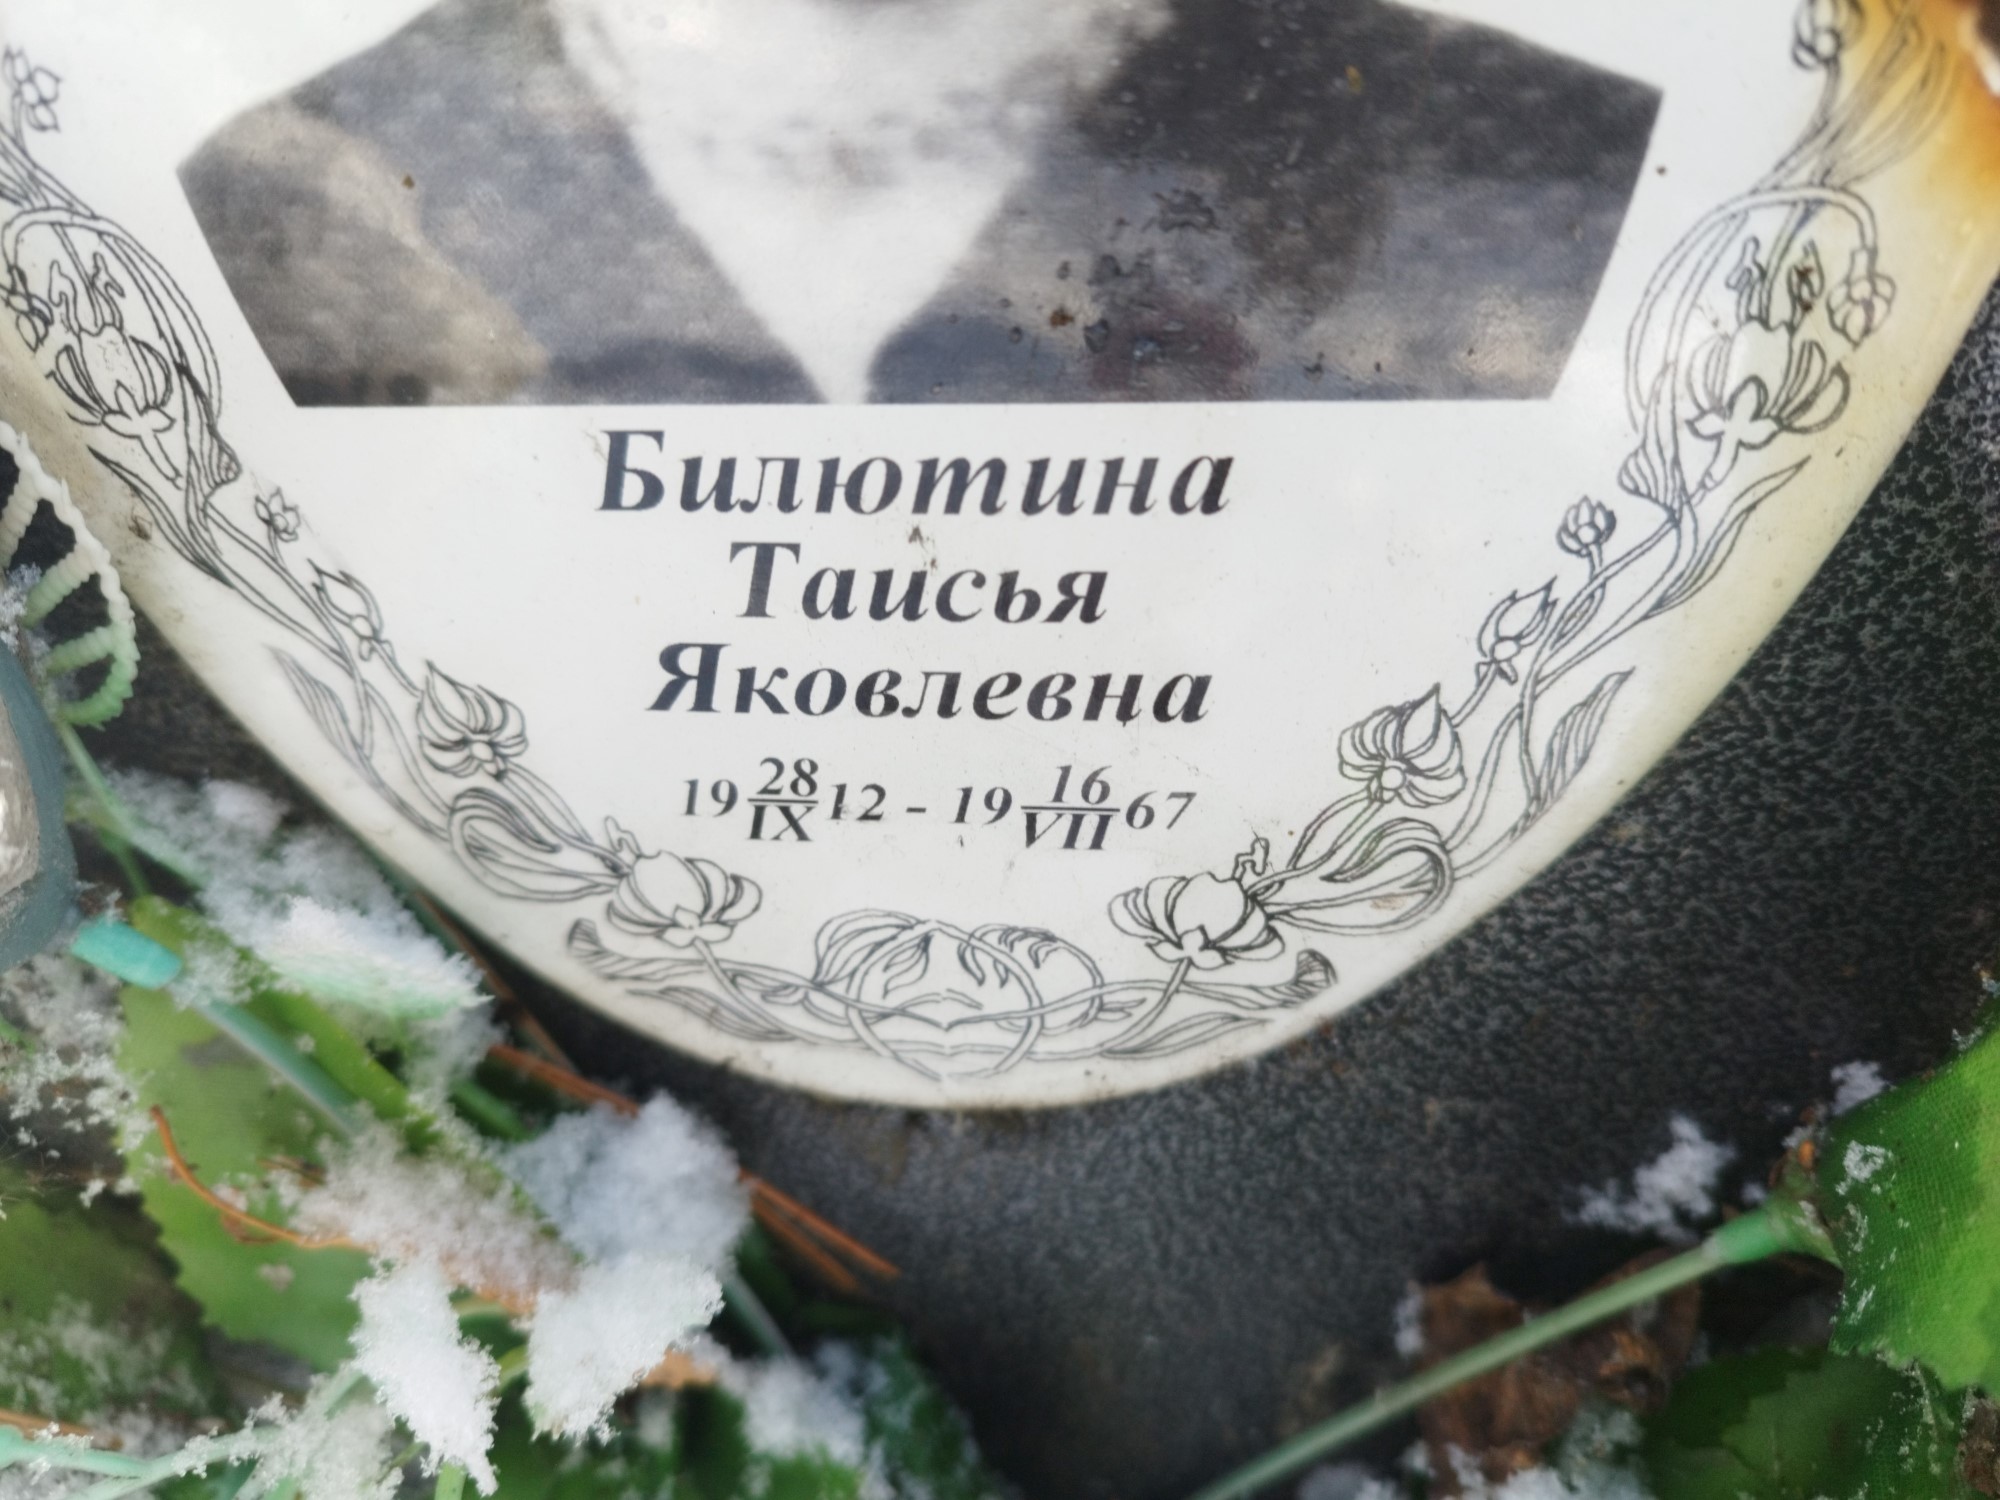 Билютина
Таисья
Яковлевна
19 28/IX 12 - 19 16/VII 67